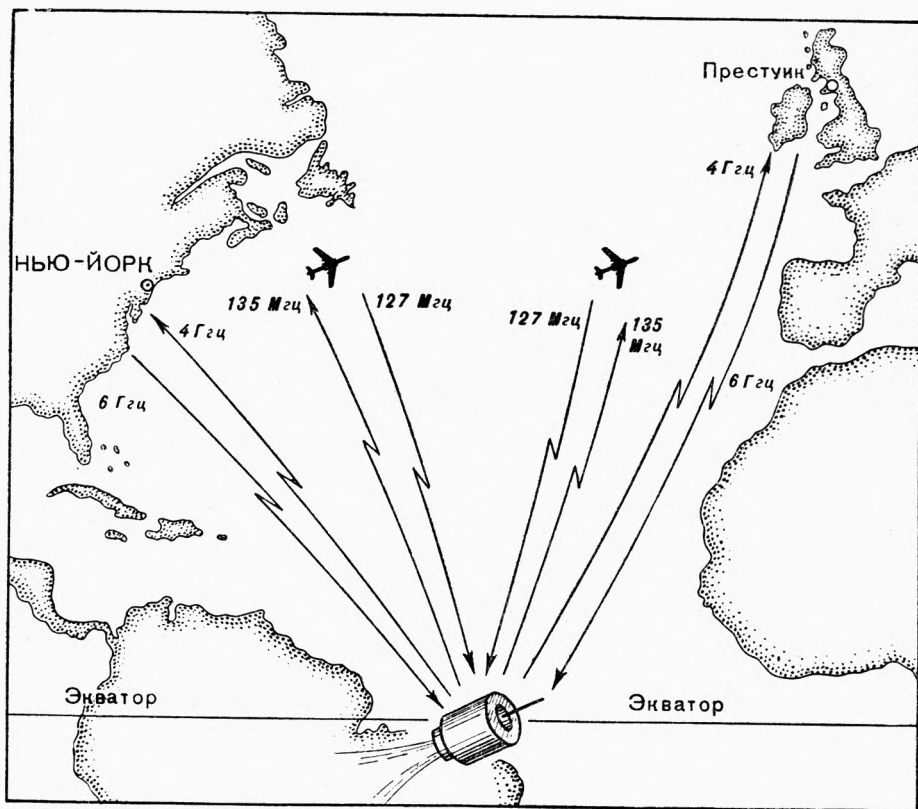 Престуик
4 Ггц
НЬЮ-ЙОРК
135 Мгц
127 Мгц
127 Мгц
135
Мгц
4 Ггц
6 Ггц
6 Ггц
Экватор
Экватор